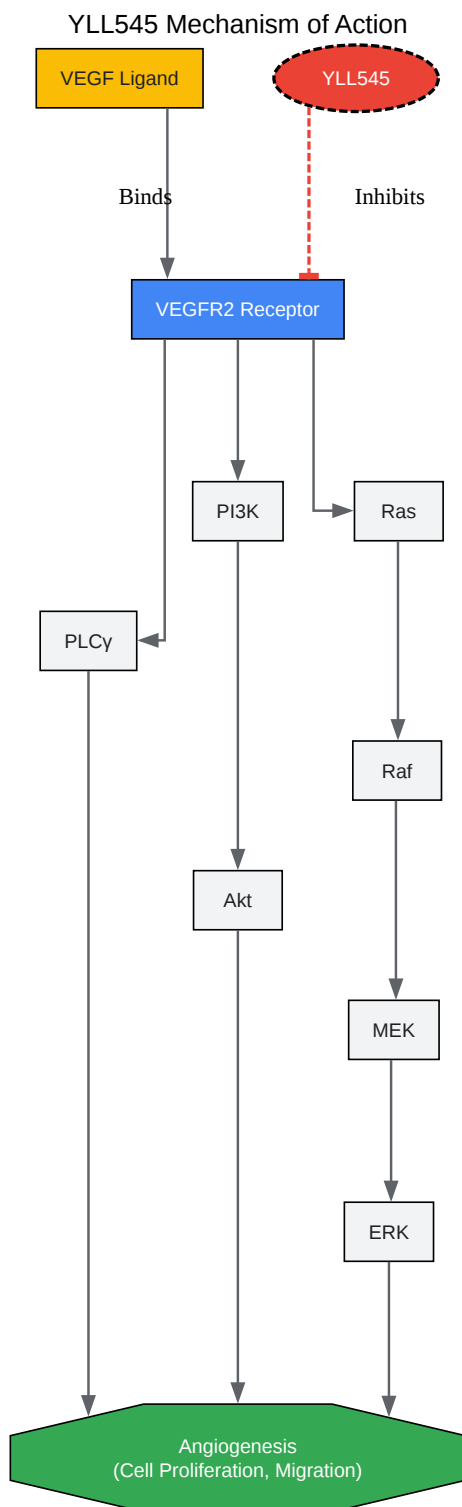 YLL545 Mechanism of Action
VEGF Ligand
YLL545
Binds
Inhibits
VEGFR2 Receptor
PI3K
Ras
PLCγ
Raf
Akt
MEK
ERK
Angiogenesis
(Cell Proliferation, Migration)